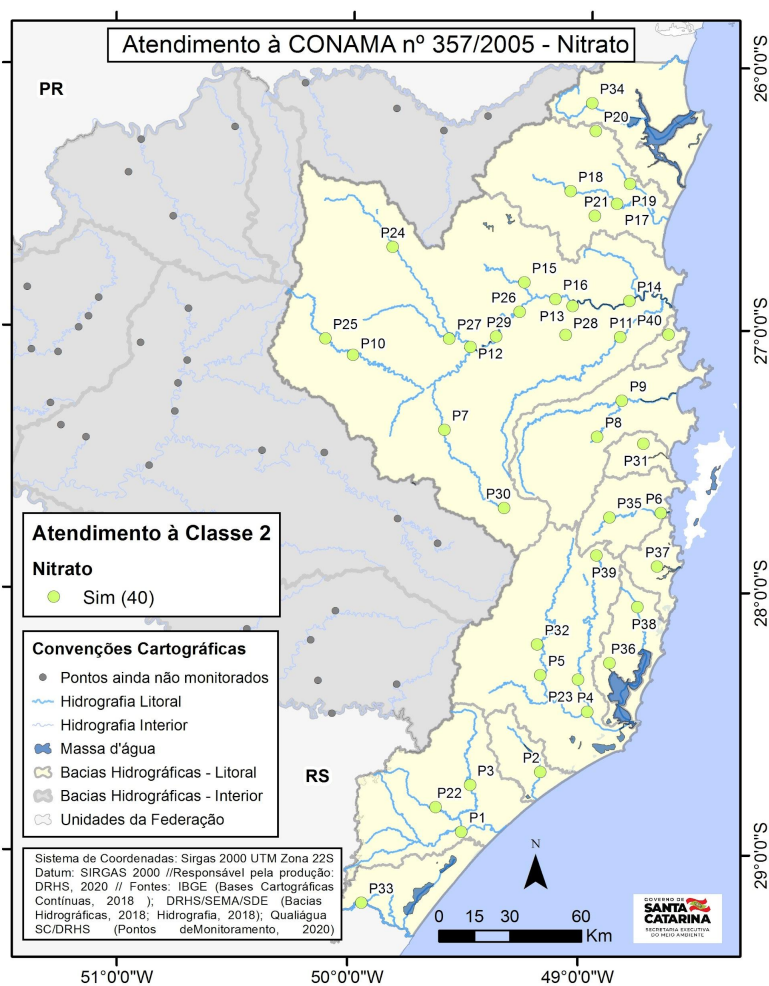 Atendimento à CONAMA nº 357/2005 - Nitrato
26°0'0"S
PR
P34
P20
P18
P19
P21
P17
P24
P15
P16
P14
P26
P13
P28
P11
P40
P25
P10
P27
P29
P12
27°0'0"S
P9
P7
P8
P31
P30
P35
P6
P37
P39
28°0'0"S
P38
P32
P36
P5
P23
P4
Atendimento à Classe 2
Nitrato
Sim (40)
Convenções Cartográficas
Pontos ainda não monitorados
Hidrografia Litoral
Hidrografia Interior
Massa d'água
Bacias Hidrográficas - Litoral
Bacias Hidrográficas - Interior
Unidades da Federação
RS
P2
P3
P22
P1
P33
29°0'0"S
Sistema de Coordenadas: Sirgas 2000 UTM Zona 22S
Datum: SIRGAS 2000 //Responsável pela produção:
DRHS, 2020 // Fontes: IBGE (Bases Cartográficas
Contínuas, 2018 ); DRHS/SEMA/SDE (Bacias
Hidrográficas, 2018; Hidrografia, 2018); Qualiágua
SC/DRHS (Pontos deMonitoramento, 2020)
N
0 15 30 60
Km
GOVERNO DE
SANTA
CATARINA
SECRETARIA EXECUTIVA
DO MEIO AMBIENTE
51°0'0"W 50°0'0"W 49°0'0"W